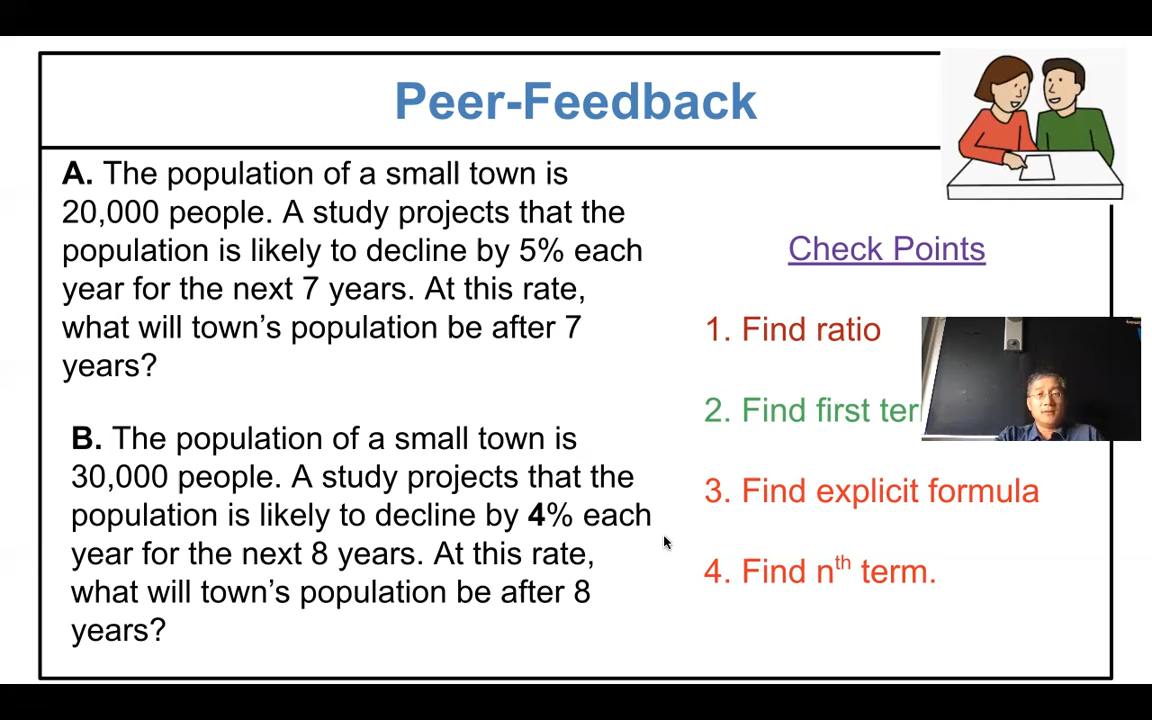 Peer-Feedback
A. The population of a small town is
20,000 people. A study projects that the
population is likely to decline by 5% each
year for the next 7 years. At this rate,
what will town's population be after 7
years?
B. The population of a small town is
30,000 people. A study projects that the
population is likely to decline by 4% each
year for the next 8 years. At this rate,
what will town's population be after 8
years?
Check Points
1. Find ratio
2. Find first
3. Find explicit formula
4. Find nth term.